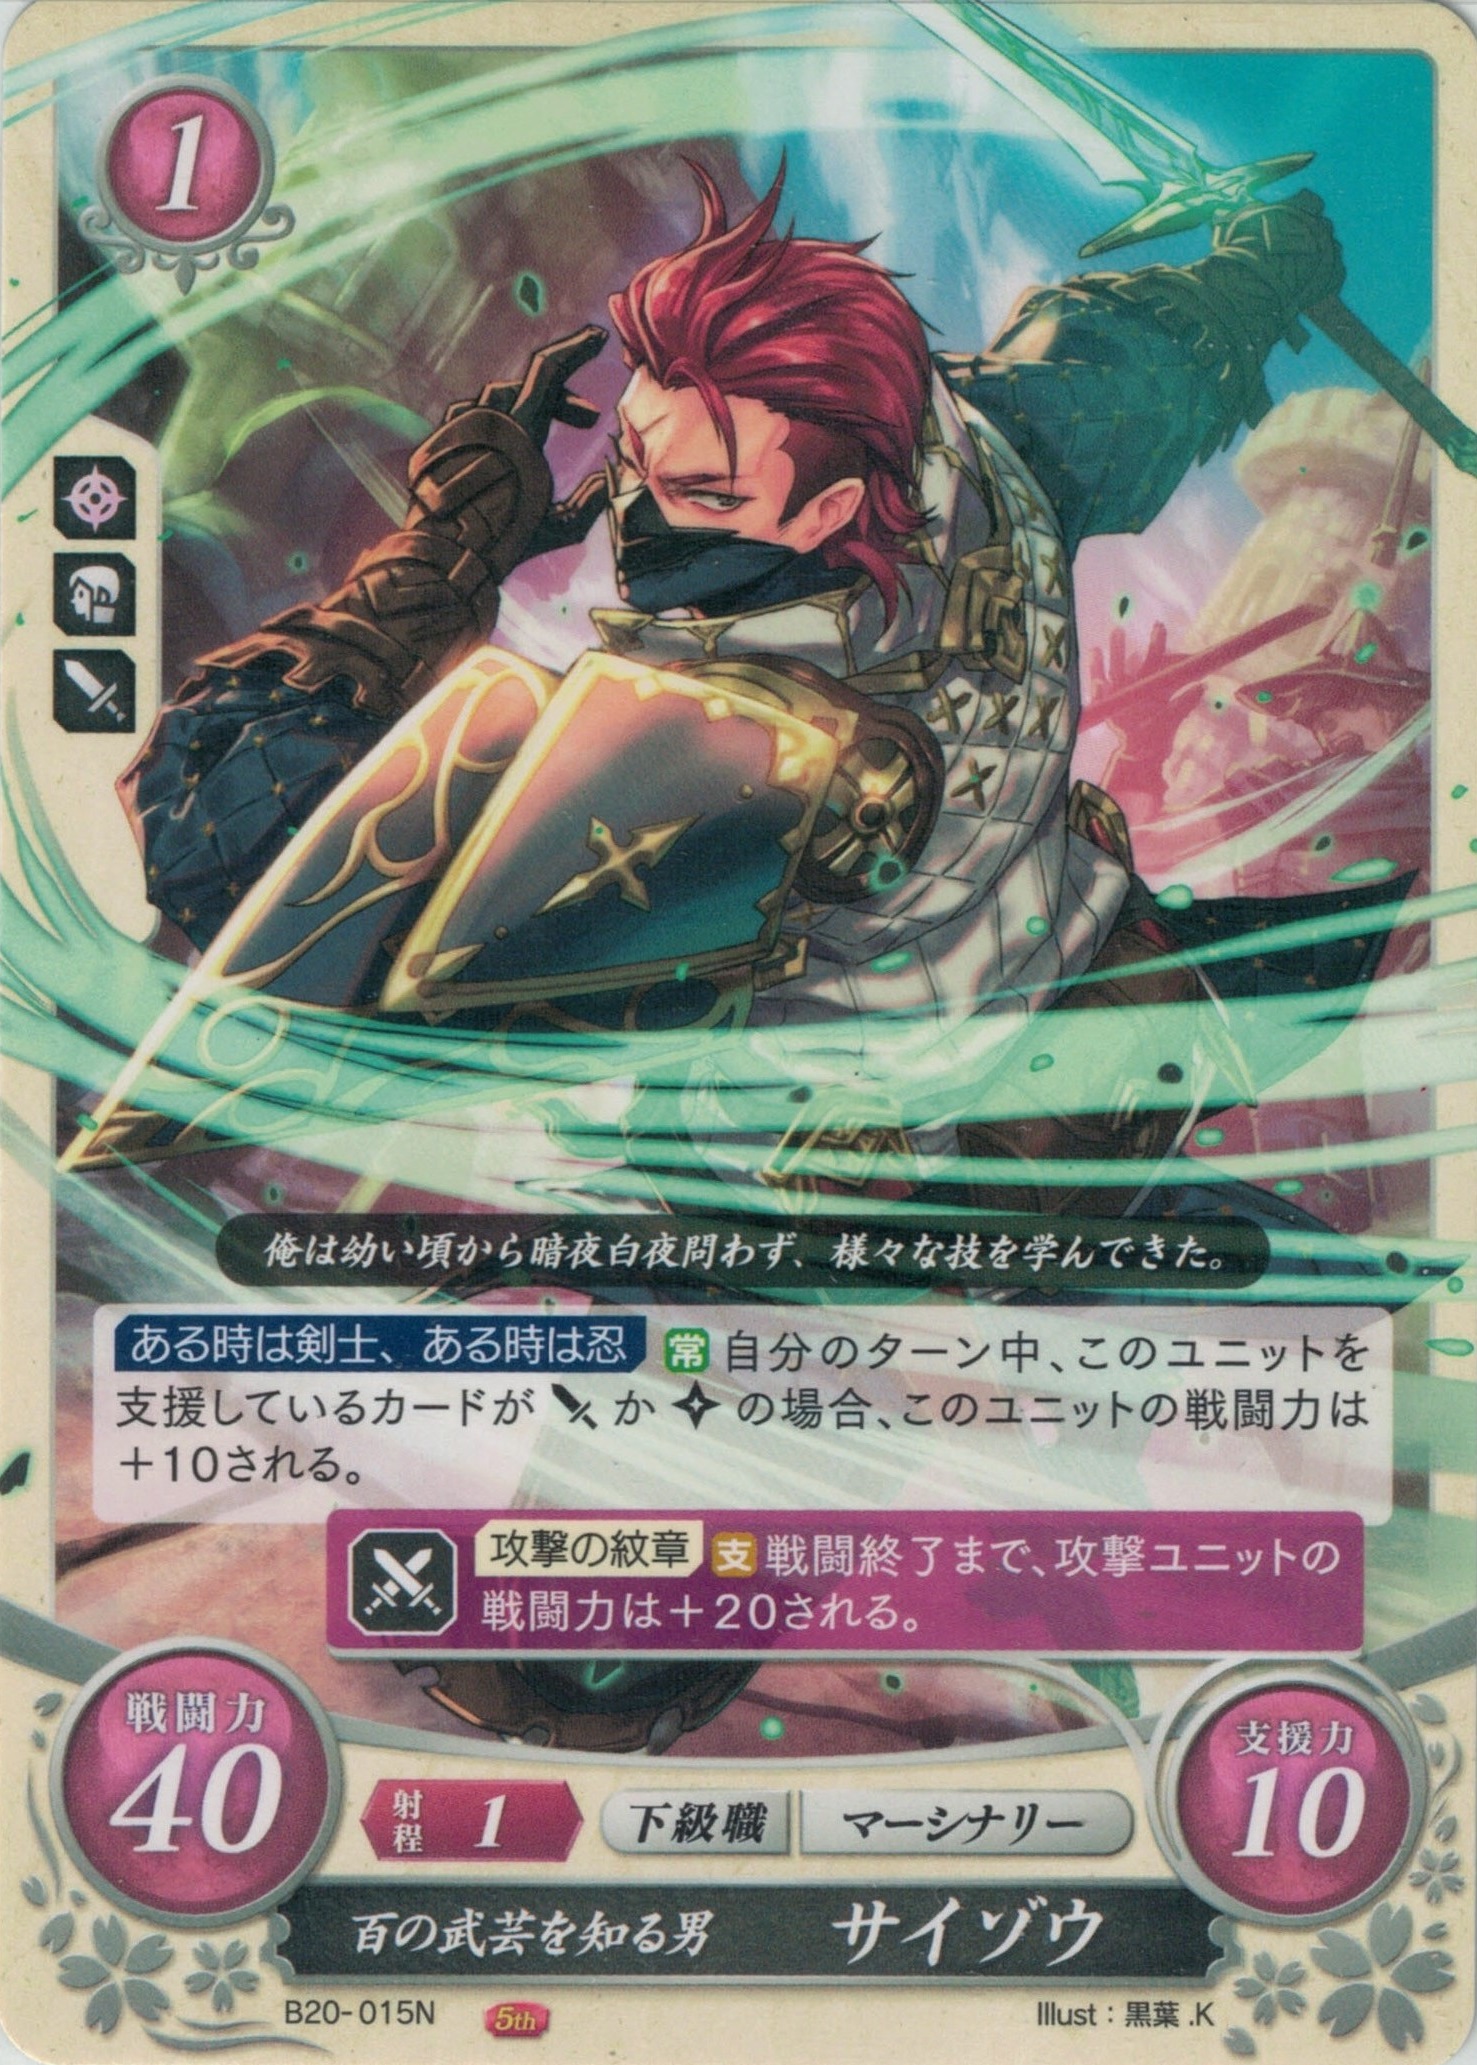 1
俺は幼い頃から暗夜白夜問わず、様々な技を学んできた。
ある時は剣士、ある時は忍 常 自分のターン中、このユニットを
支援しているカードが か の場合、このユニットの戦闘力は
+10される。
攻撃の紋章 支 戦闘終了まで、攻撃ユニットの
戦闘力は+20される。
戦闘力
40
射程 1
下級職 マーシナリー
支援力
10
百の武芸を知る男 サイゾウ
B20-015N 5th Illust：黒葉.K